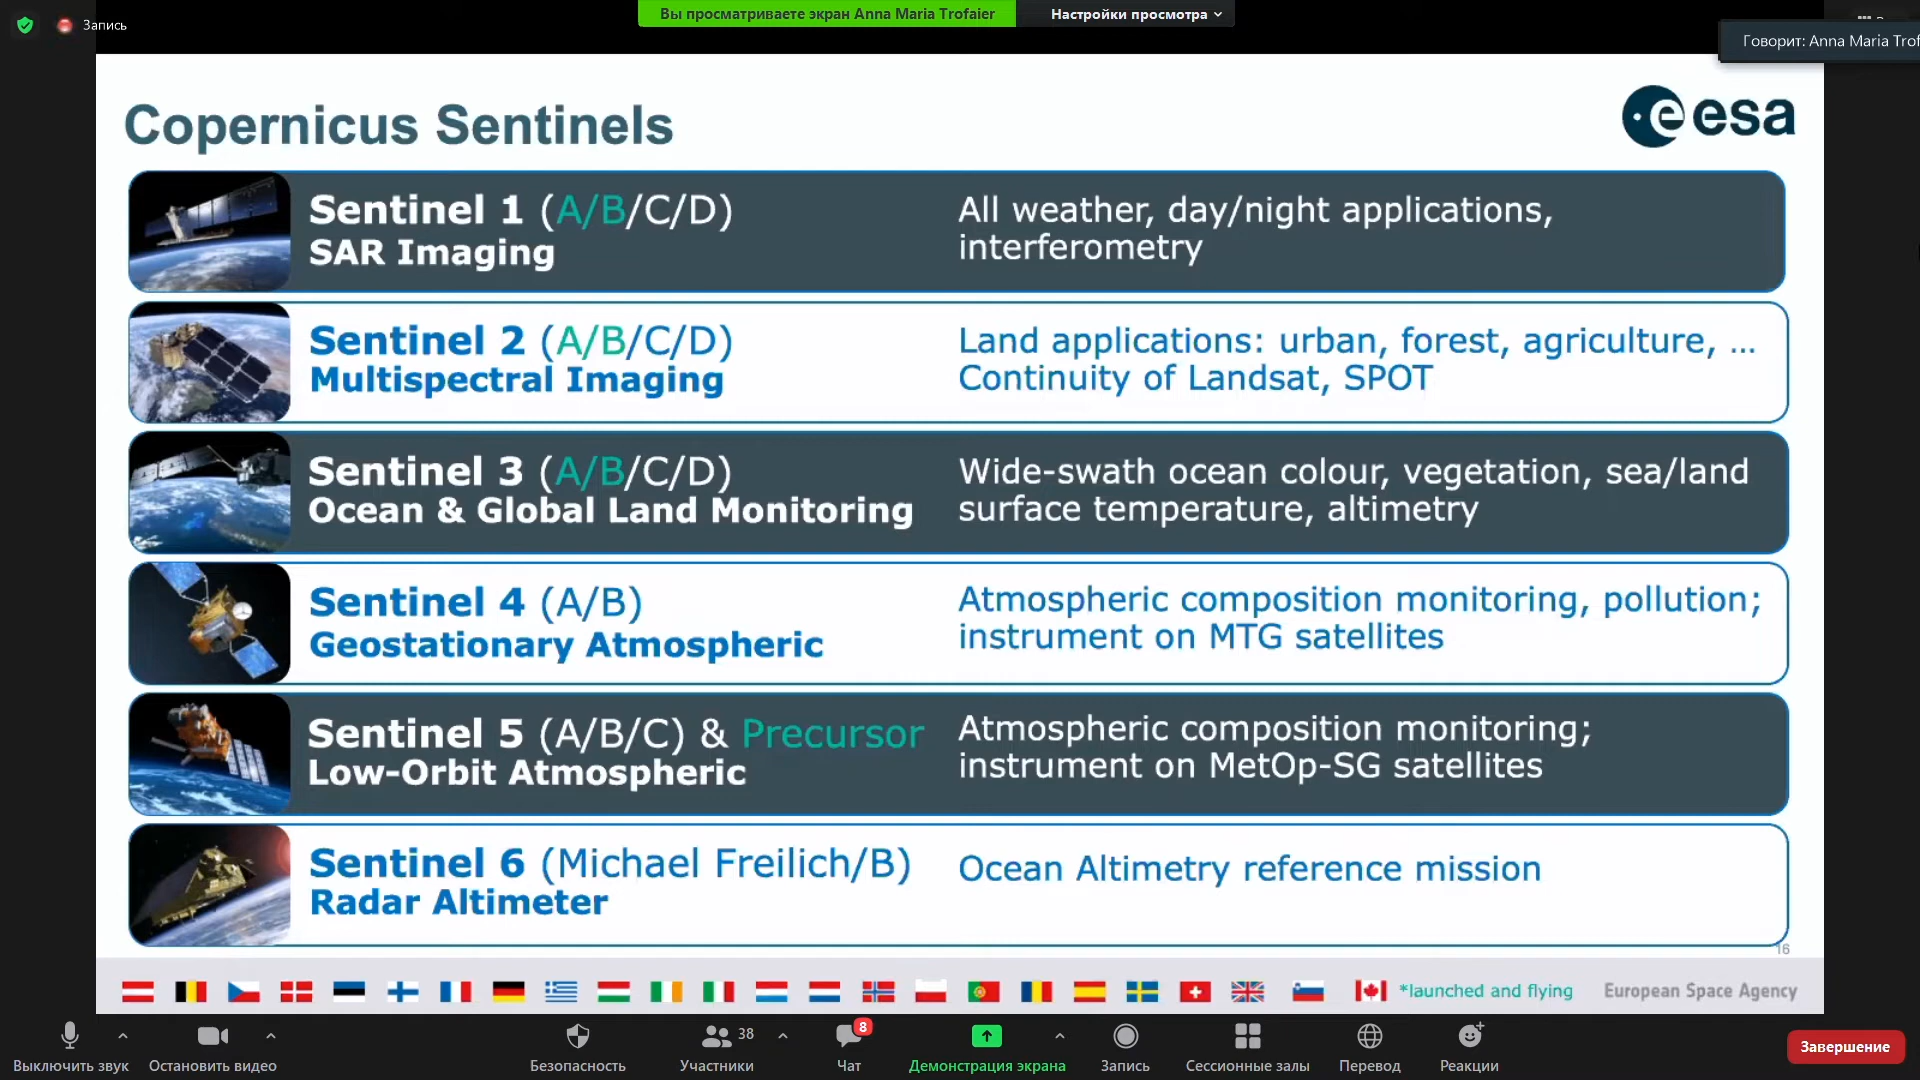 Запись
Вы просматриваете экран Anna Maria Trofaier
Настройки просмотра
Говорит: Anna Maria Trof
Copernicus Sentinels
esa
Sentinel 1 (A/B/C/D)
SAR Imaging
All weather, day/night applications,
interferometry
Sentinel 2 (A/B/C/D)
Multispectral Imaging
Land applications: urban, forest, agriculture, ...
Continuity of Landsat, SPOT
Sentinel 3 (A/B/C/D)
Ocean & Global Land Monitoring
Wide-swath ocean colour, vegetation, sea/land
surface temperature, altimetry
Sentinel 4 (A/B)
Geostationary Atmospheric
Atmospheric composition monitoring, pollution;
instrument on MTG satellites
Sentinel 5 (A/B/C) & Precursor
Low-Orbit Atmospheric
Atmospheric composition monitoring;
instrument on MetOp-SG satellites
Sentinel 6 (Michael Freilich/B)
Radar Altimeter
Ocean Altimetry reference mission
16
*launched and flying
European Space Agency
38
8
Выключить звук
Остановить видео
Безопасность
Участники
Чат
Демонстрация экрана
Запись
Сессионные залы
Перевод
Реакции
Завершение